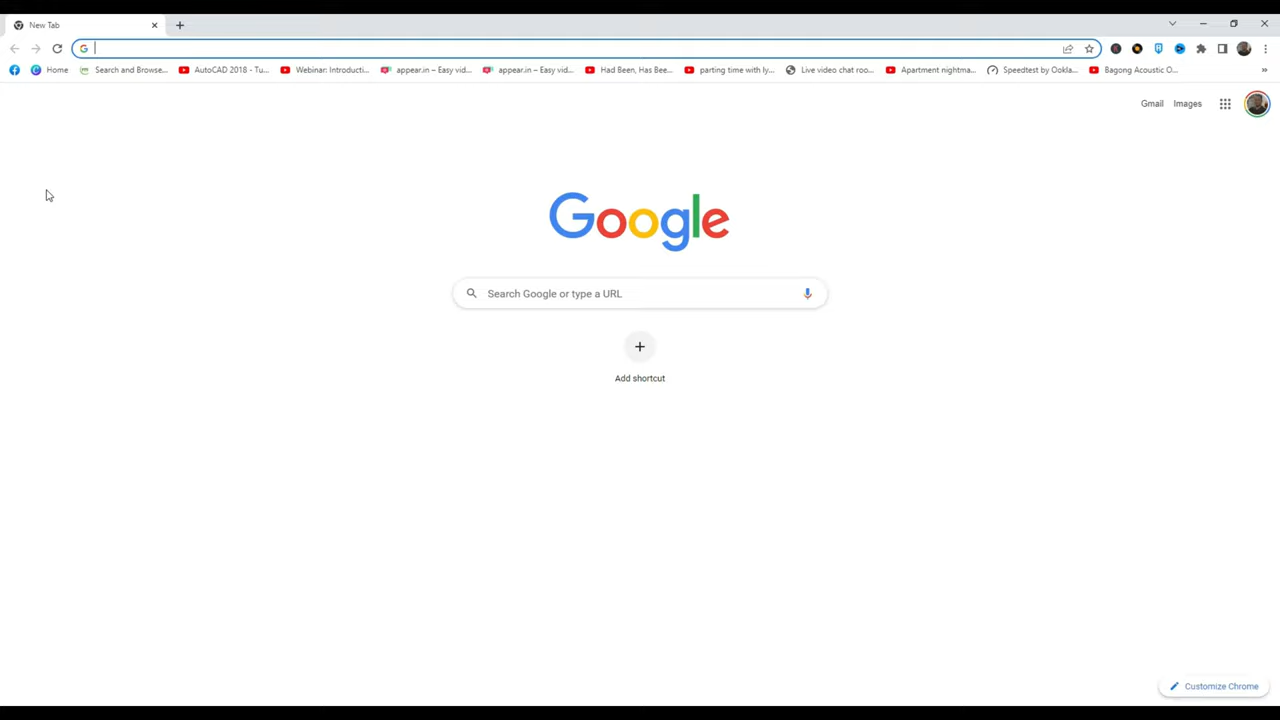 New Tab
Home
Search and Browse...
AutoCAD 2018 - Tu...
Webinar: Introducti...
appear.in – Easy vid...
appear.in – Easy vid...
Had Been, Has Bee...
parting time with ly...
Live video chat roo...
Apartment nightma...
Speedtest by Ookla...
Bagong Acoustic O...
Gmail
Images
Google
Search Google or type a URL
Add shortcut
Customize Chrome